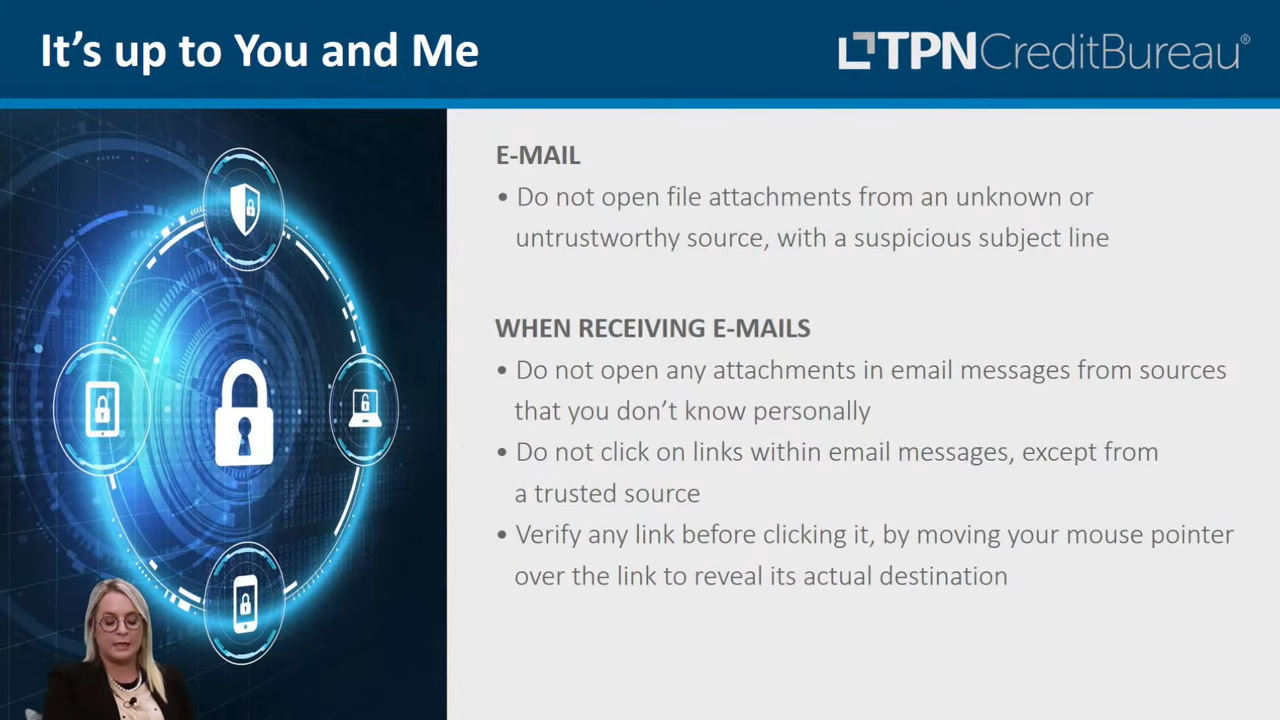 It's up to You and Me
TPNCreditBureau®
E-MAIL
• Do not open file attachments from an unknown or
untrustworthy source, with a suspicious subject line
WHEN RECEIVING E-MAILS
• Do not open any attachments in email messages from sources
that you don't know personally
• Do not click on links within email messages, except from
a trusted source
• Verify any link before clicking it, by moving your mouse pointer
over the link to reveal its actual destination